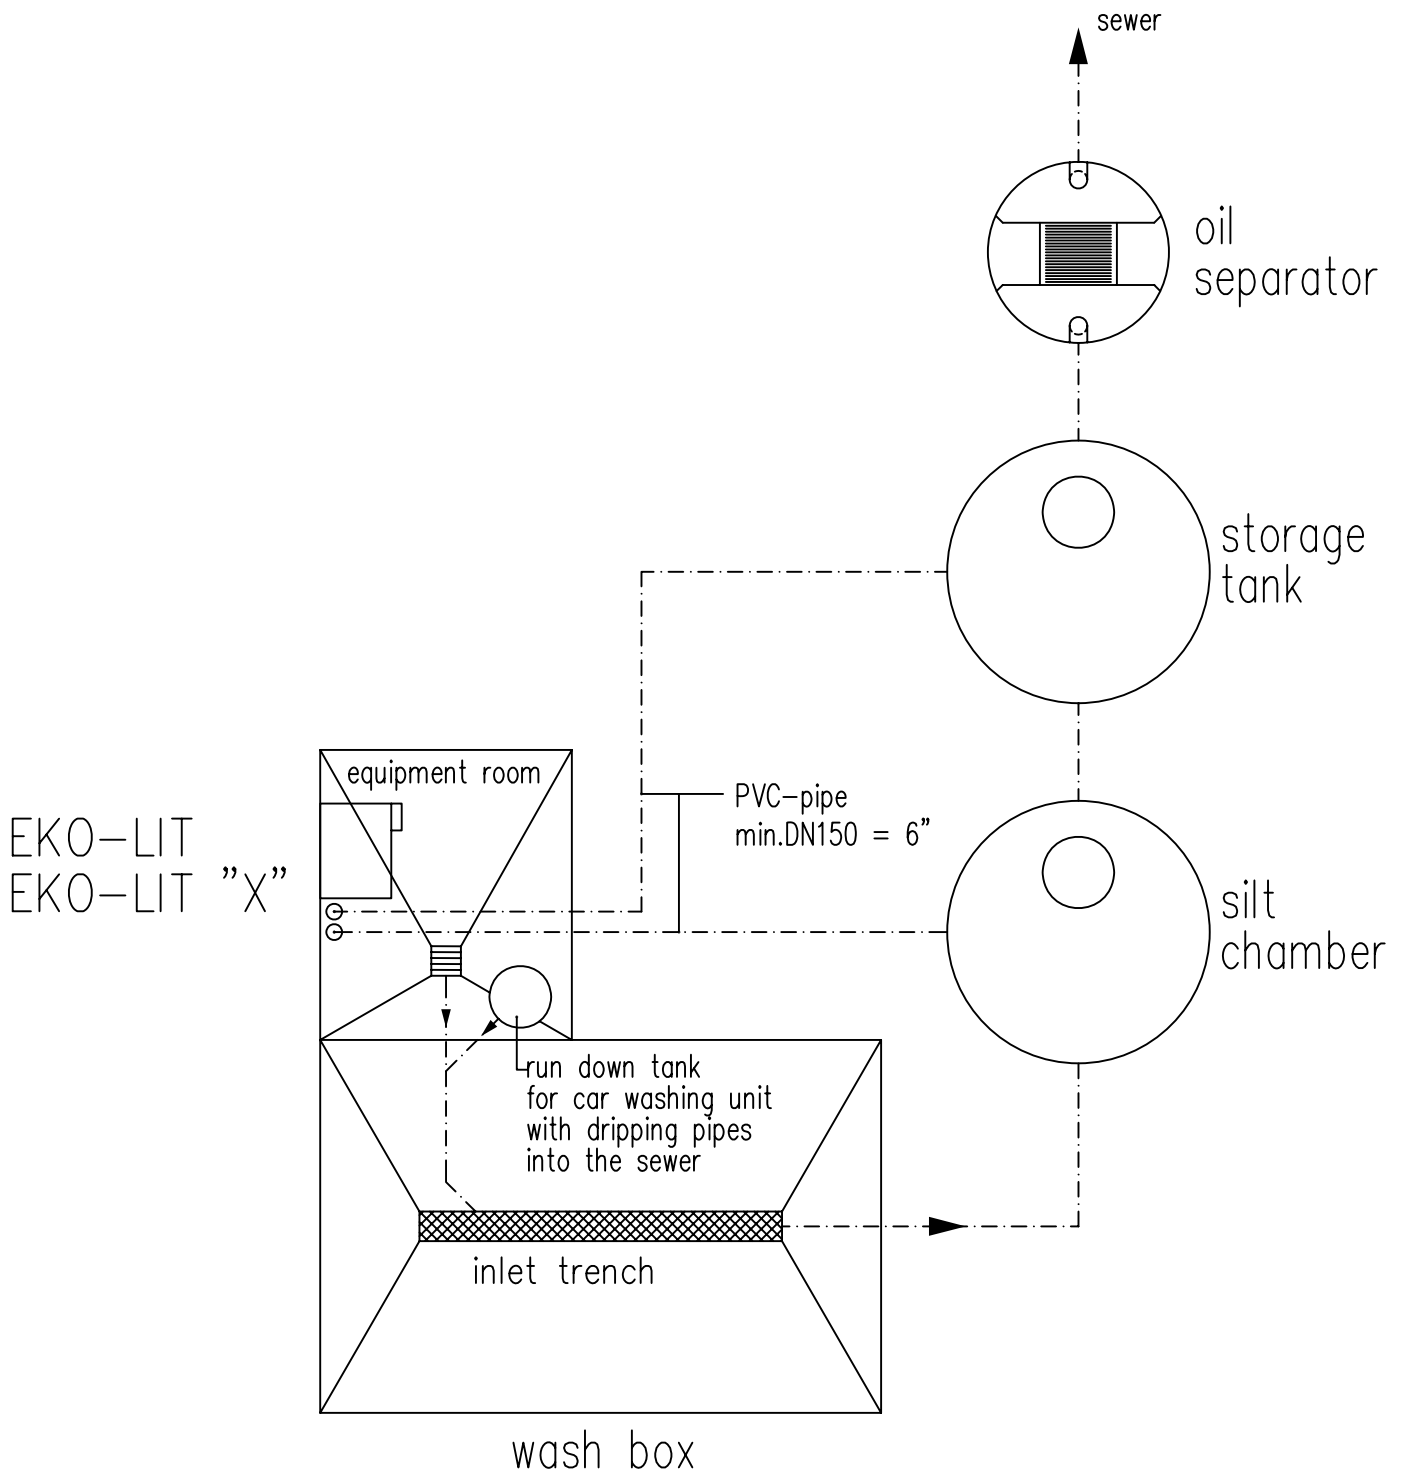 sewer
oil
separator
storage
tank
equipment room
PVC-pipe
min.DN150 = 6”
EKO-LIT
EKO-LIT ”X”
silt
chamber
run down tank
for car washing unit
with dripping pipes
into the sewer
inlet trench
wash box